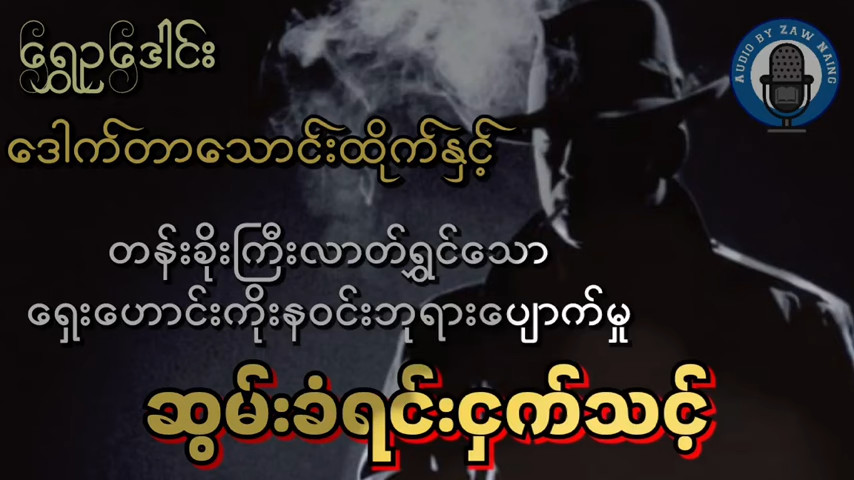 ရွှေဥဒေါင်း
AUDIO BY ZAW NAING
ဒေါက်တာသောင်းထိုက်နှင့်
တန်းခိုးကြီးလာတ်ရွှင်သော
ရှေးဟောင်းကိုးနဝင်းဘုရားပျောက်မှု
ဆွမ်းခံရင်းငှက်သင့်